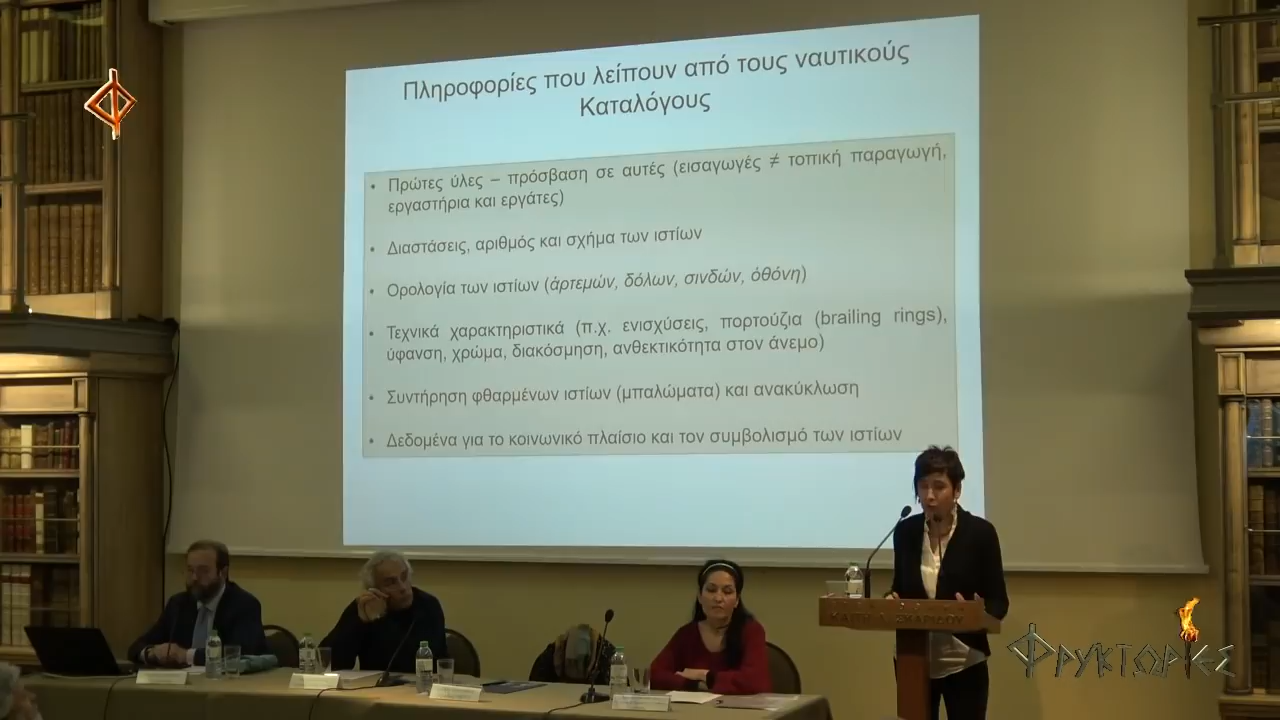 Πληροφορίες που λείπουν από τους ναυτικούς
Καταλόγους
• Πρώτες ύλες – πρόσβαση σε αυτές (εισαγωγές ≠ τοπική παραγωγή,
εργαστήρια και εργάτες)
• Διαστάσεις, αριθμός και σχήμα των ιστίων
• Ορολογία των ιστίων (ἀρτεμών, δόλων, σινδών, ὀθόνη)
• Τεχνικά χαρακτηριστικά (π.χ. ενισχύσεις, πορτούζια (brailing rings),
ύφανση, χρώμα, διακόσμηση, ανθεκτικότητα στον άνεμο)
• Συντήρηση φθαρμένων ιστίων (μπαλώματα) και ανακύκλωση
• Δεδομένα για το κοινωνικό πλαίσιο και τον συμβολισμό των ιστίων
ΦΡΥΚΤΩΡΙΕΣ